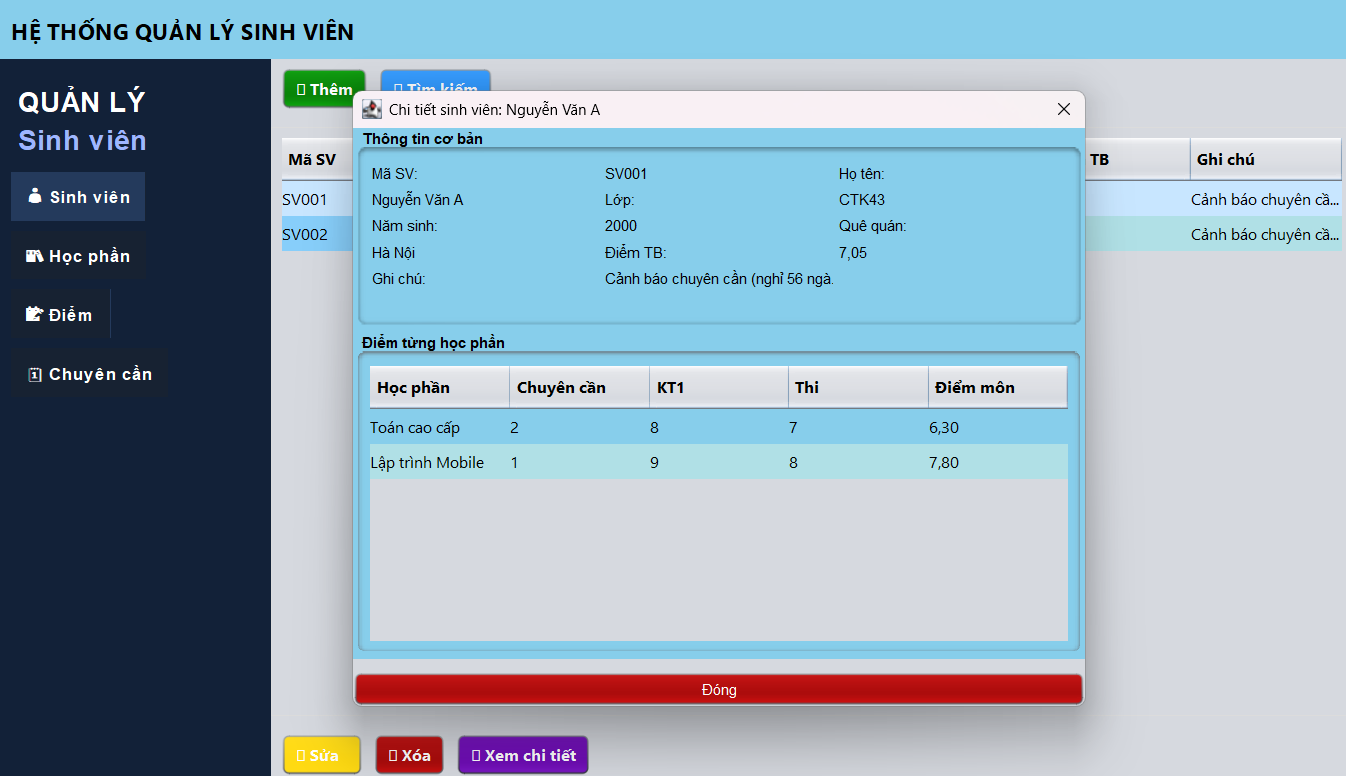 HỆ THỐNG QUẢN LÝ SINH VIÊN
QUẢN LÝ
Sinh viên
Sinh viên
Học phần
Điểm
Chuyên cần
Thêm
Tìm kiếm
Mã SV TB Ghi chú
SV001 Cảnh báo chuyên cầ...
SV002 Cảnh báo chuyên cầ...
Chi tiết sinh viên: Nguyễn Văn A
Thông tin cơ bản
Mã SV: SV001 Họ tên:
Nguyễn Văn A Lớp: CTK43
Năm sinh: 2000 Quê quán:
Hà Nội Điểm TB: 7,05
Ghi chú: Cảnh báo chuyên cần (nghỉ 56 ngà.
Điểm từng học phần
Học phần Chuyên cần KT1 Thi Điểm môn
Toán cao cấp 2 8 7 6,30
Lập trình Mobile 1 9 8 7,80
Đóng
Sửa
Xóa
Xem chi tiết